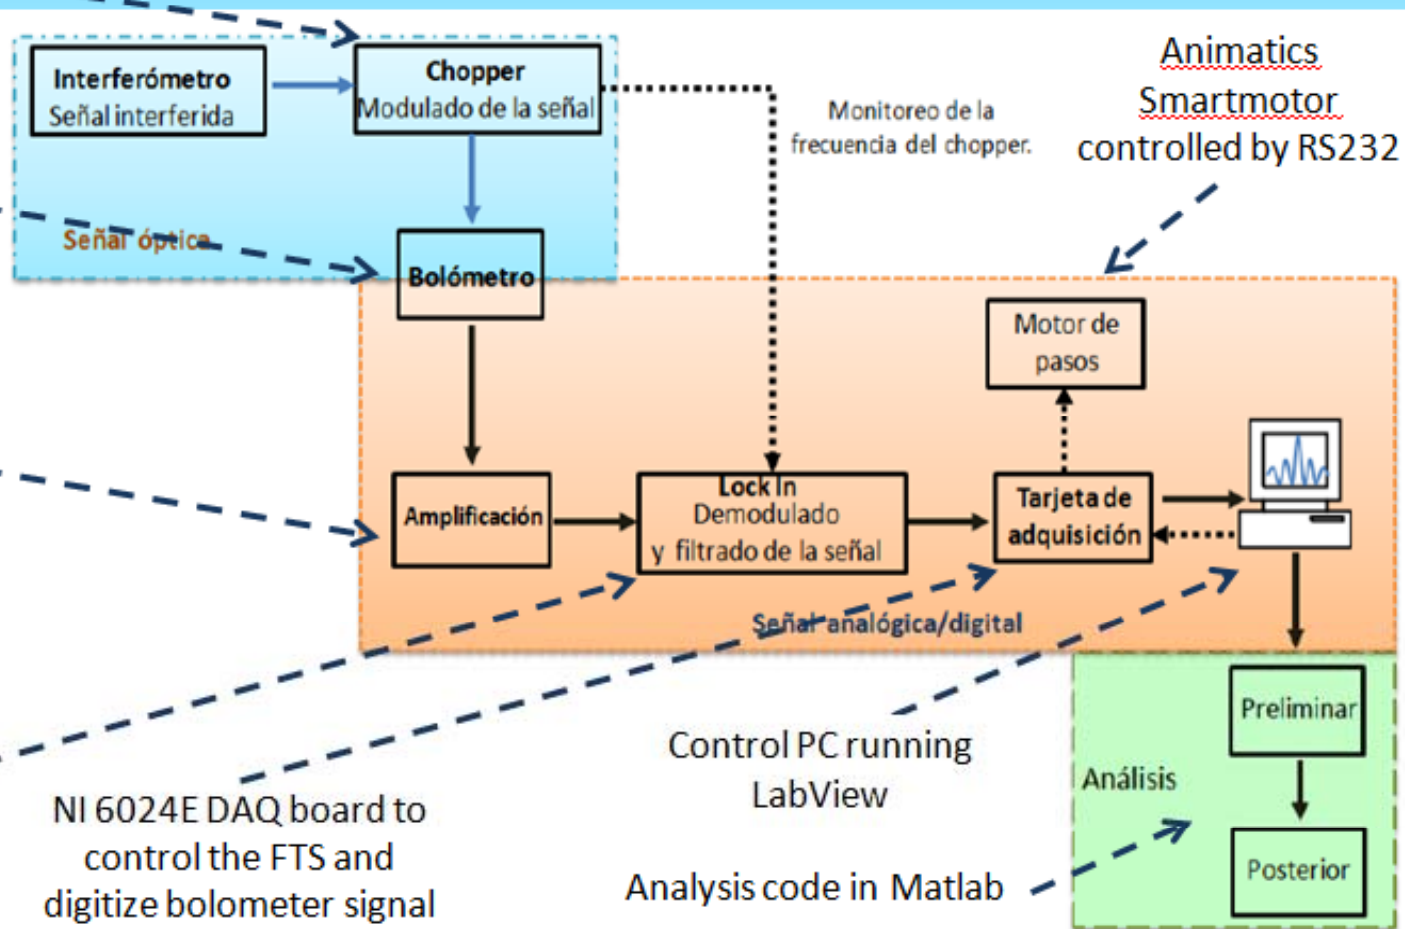 Interferómetro
Señal interferida
Chopper
Modulado de la señal
Monitoreo de la
frecuencia del chopper.
Animatics
Smartmotor
controlled by RS232
Señal óptica
Bolómetro
Motor de
pasos
Amplificación
Lock In
Demodulado
y filtrado de la señal
Tarjeta de
adquisición
Señal analógica/digital
Preliminar
Análisis
Posterior
Control PC running
LabView
NI 6024E DAQ board to
control the FTS and
digitize bolometer signal
Analysis code in Matlab